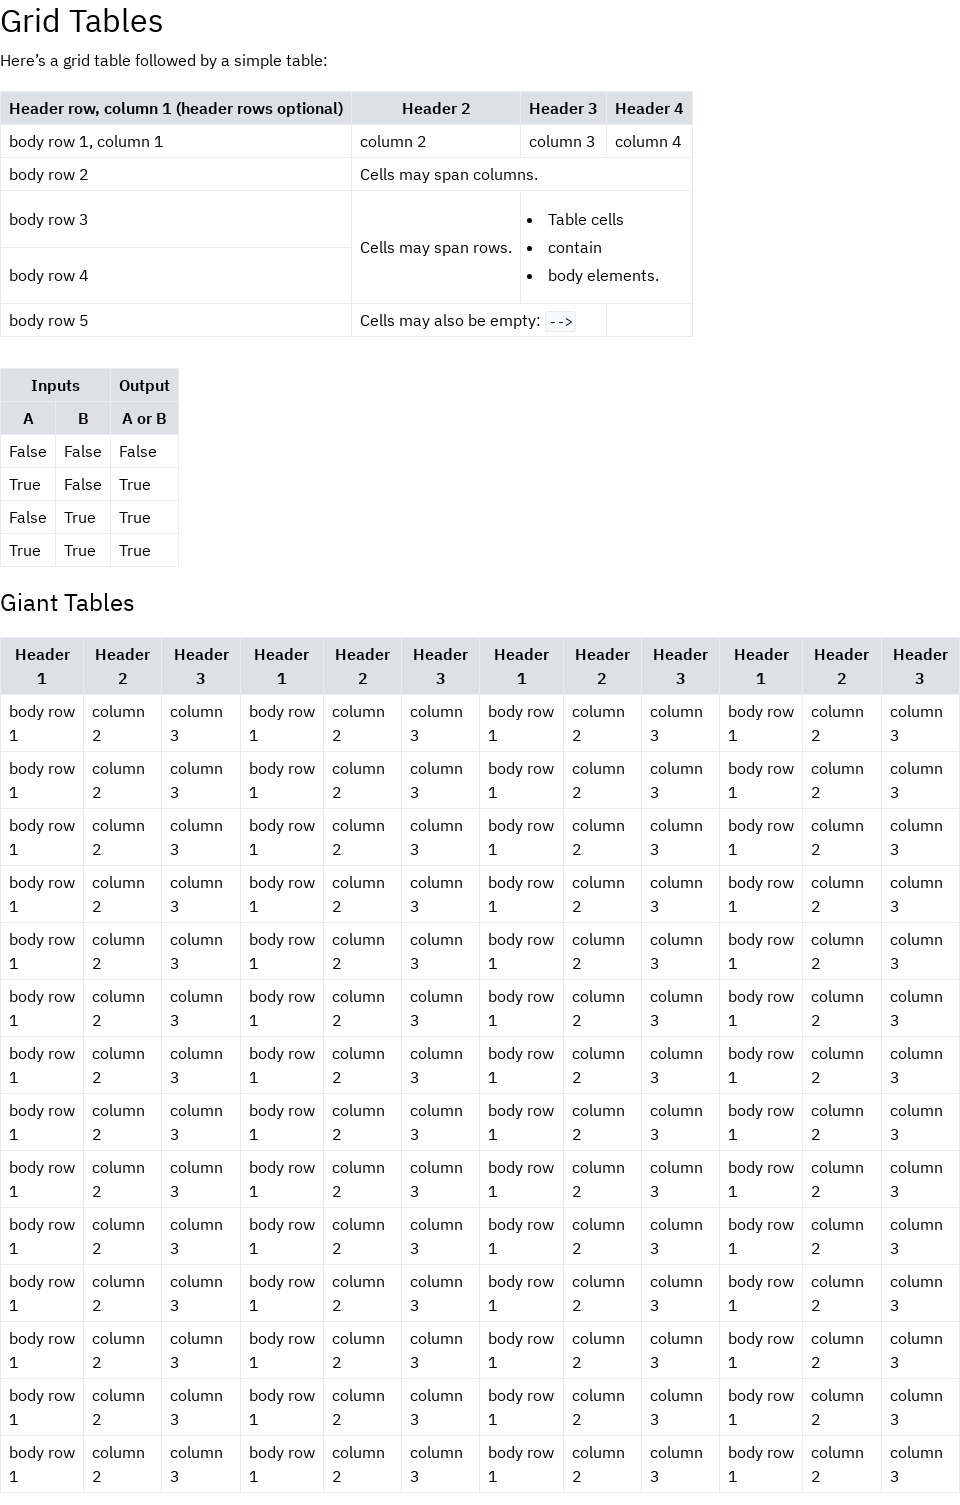 Grid Tables
Here’s a grid table followed by a simple table:
Header row, column 1 (header rows optional) Header 2 Header 3 Header 4
body row 1, column 1 column 2 column 3 column 4
body row 2 Cells may span columns.
body row 3 Cells may span rows. • Table cells
• contain
body row 4 • body elements.
body row 5 Cells may also be empty: -->
Inputs Output
A B A or B
False False False
True False True
False True True
True True True
Giant Tables
Header Header Header Header Header Header Header Header Header Header Header Header
1 2 3 1 2 3 1 2 3 1 2 3
body row column column body row column column body row column column body row column column
1 2 3 1 2 3 1 2 3 1 2 3
body row column column body row column column body row column column body row column column
1 2 3 1 2 3 1 2 3 1 2 3
body row column column body row column column body row column column body row column column
1 2 3 1 2 3 1 2 3 1 2 3
body row column column body row column column body row column column body row column column
1 2 3 1 2 3 1 2 3 1 2 3
body row column column body row column column body row column column body row column column
1 2 3 1 2 3 1 2 3 1 2 3
body row column column body row column column body row column column body row column column
1 2 3 1 2 3 1 2 3 1 2 3
body row column column body row column column body row column column body row column column
1 2 3 1 2 3 1 2 3 1 2 3
body row column column body row column column body row column column body row column column
1 2 3 1 2 3 1 2 3 1 2 3
body row column column body row column column body row column column body row column column
1 2 3 1 2 3 1 2 3 1 2 3
body row column column body row column column body row column column body row column column
1 2 3 1 2 3 1 2 3 1 2 3
body row column column body row column column body row column column body row column column
1 2 3 1 2 3 1 2 3 1 2 3
body row column column body row column column body row column column body row column column
1 2 3 1 2 3 1 2 3 1 2 3
body row column column body row column column body row column column body row column column
1 2 3 1 2 3 1 2 3 1 2 3
body row column column body row column column body row column column body row column column
1 2 3 1 2 3 1 2 3 1 2 3